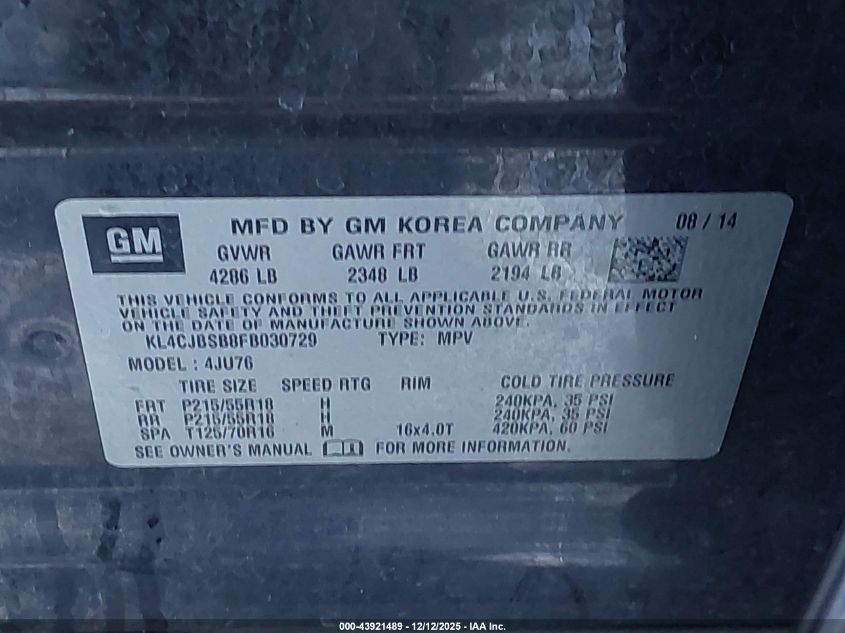 GM MFD BY GM KOREA COMPANY 08 / 14
GVWR GAWR FRT GAWR RR
4286 LB 2348 LB 2194 LB
THIS VEHICLE CONFORMS TO ALL APPLICABLE U.S. FEDERAL MOTOR
VEHICLE SAFETY AND THEFT PREVENTION STANDARDS IN EFFECT
ON THE DATE OF MANUFACTURE SHOWN ABOVE.
KL4CJBSB8FB030729 TYPE: MPV
MODEL : 4JU76
TIRE SIZE SPEED RTG RIM COLD TIRE PRESSURE
FRT P215/55R18 H 240KPA, 35 PSI
RR P215/55R18 H 240KPA, 35 PSI
SPA T125/70R16 M 16x4.0T 420KPA, 60 PSI
SEE OWNER'S MANUAL FOR MORE INFORMATION.
000-43921489 - 12/12/2025 - IAA Inc.